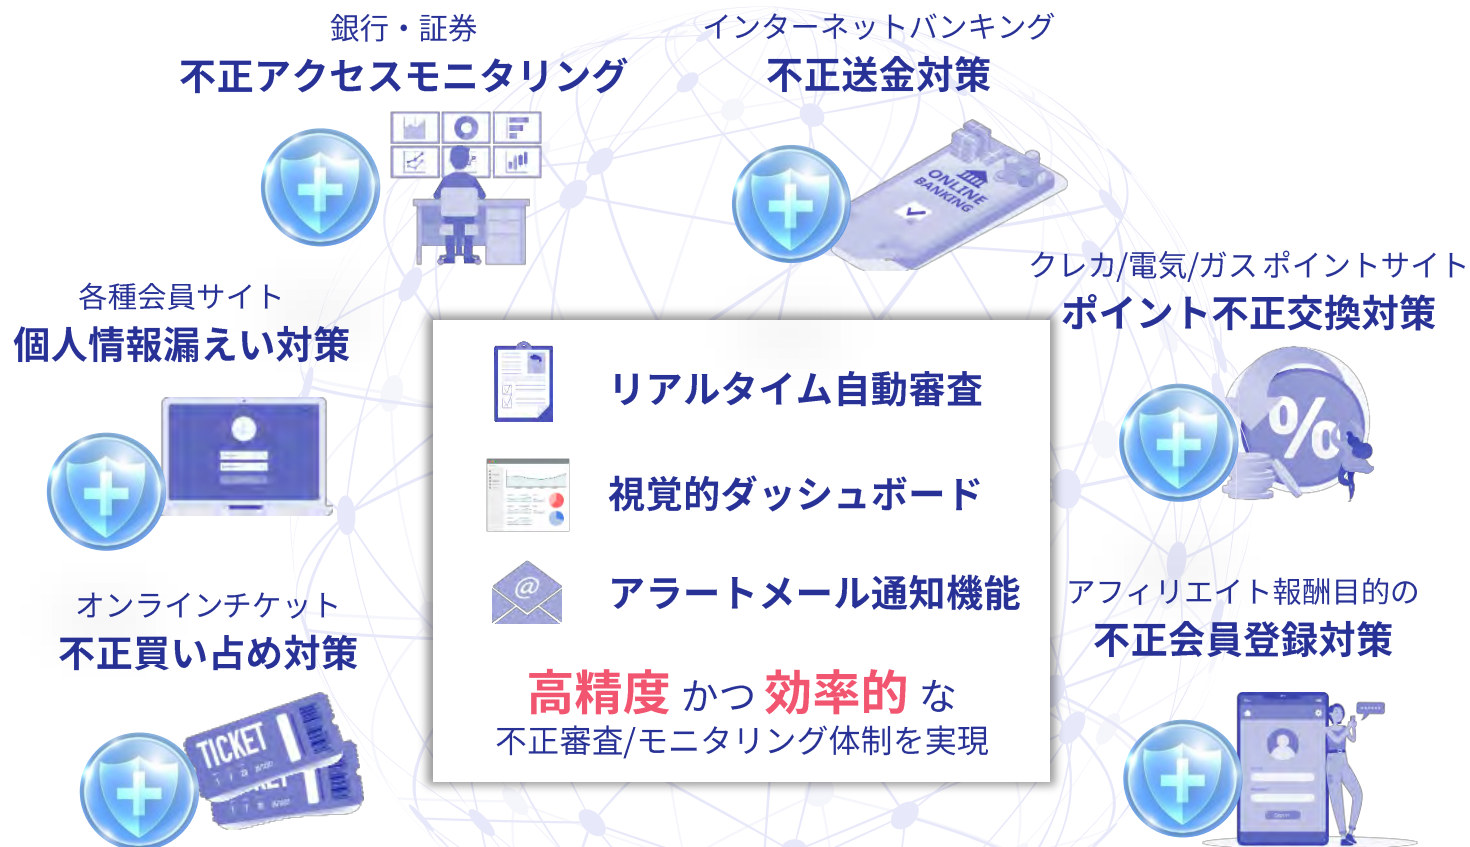 銀行・証券
不正アクセスモニタリング
インターネットバンキング
不正送金対策
ONLINE
BANKING
クレカ/電気/ガス ポイントサイト
ポイント不正交換対策
%
各種会員サイト
個人情報漏えい対策
リアルタイム自動審査
視覚的ダッシュボード
@
アラートメール通知機能
高精度 かつ 効率的 な
不正審査/モニタリング体制を実現
オンラインチケット
不正買い占め対策
TICKET
アフィリエイト報酬目的の
不正会員登録対策